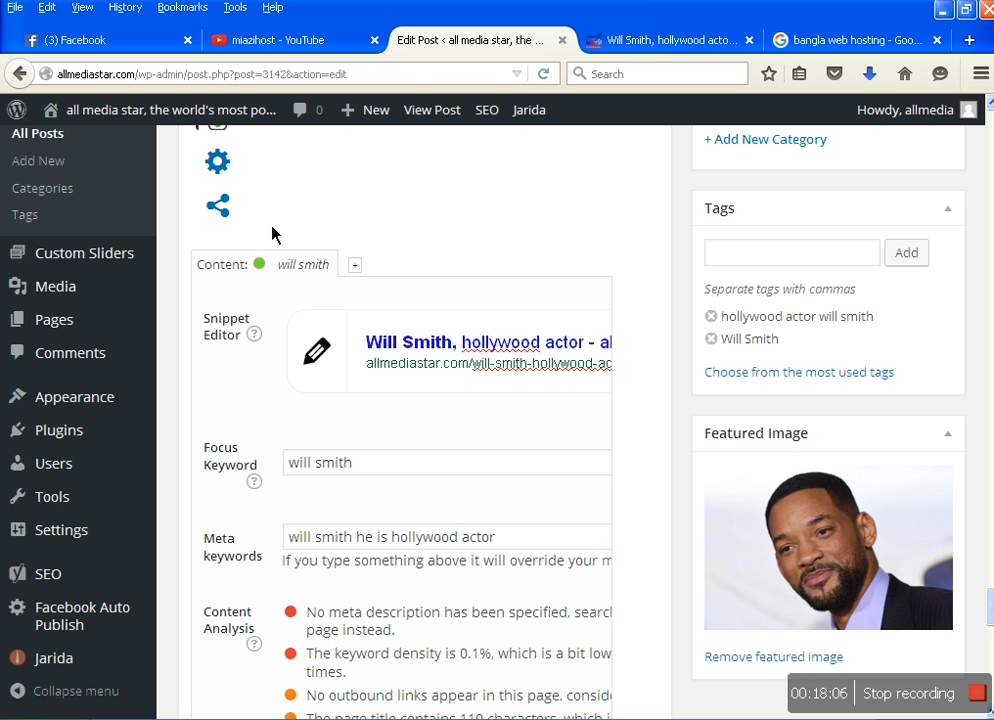 File Edit View History Bookmarks Tools Help
(3) Facebook
miazihost - YouTube
Edit Post ‹ all media star, the ...
Will Smith, hollywood acto...
bangla web hosting - Goo...
allmediastar.com/wp-admin/post.php?post=3142&action=edit
Search
all media star, the world's most po...
0
New
View Post
SEO
Jarida
Howdy, allmedia
All Posts
Add New
Categories
Tags
Custom Sliders
Media
Pages
Comments
Appearance
Plugins
Users
Tools
Settings
SEO
Facebook Auto
Publish
Jarida
Collapse menu
Content: will smith +
Snippet
Editor ?
Will Smith, hollywood actor - al
allmediastar.com/will-smith-hollywood-ac
Focus
Keyword
?
will smith
Meta
keywords
will smith he is hollywood actor
If you type something above it will override your m
Content
Analysis
?
No meta description has been specified, searc
page instead.
The keyword density is 0.1%, which is a bit low
times.
No outbound links appear in this page, consid
The page title contains 110 characters, which i
+ Add New Category
Tags
Add
Separate tags with commas
hollywood actor will smith
Will Smith
Choose from the most used tags
Featured Image
Remove featured image
00:18:06 Stop recording